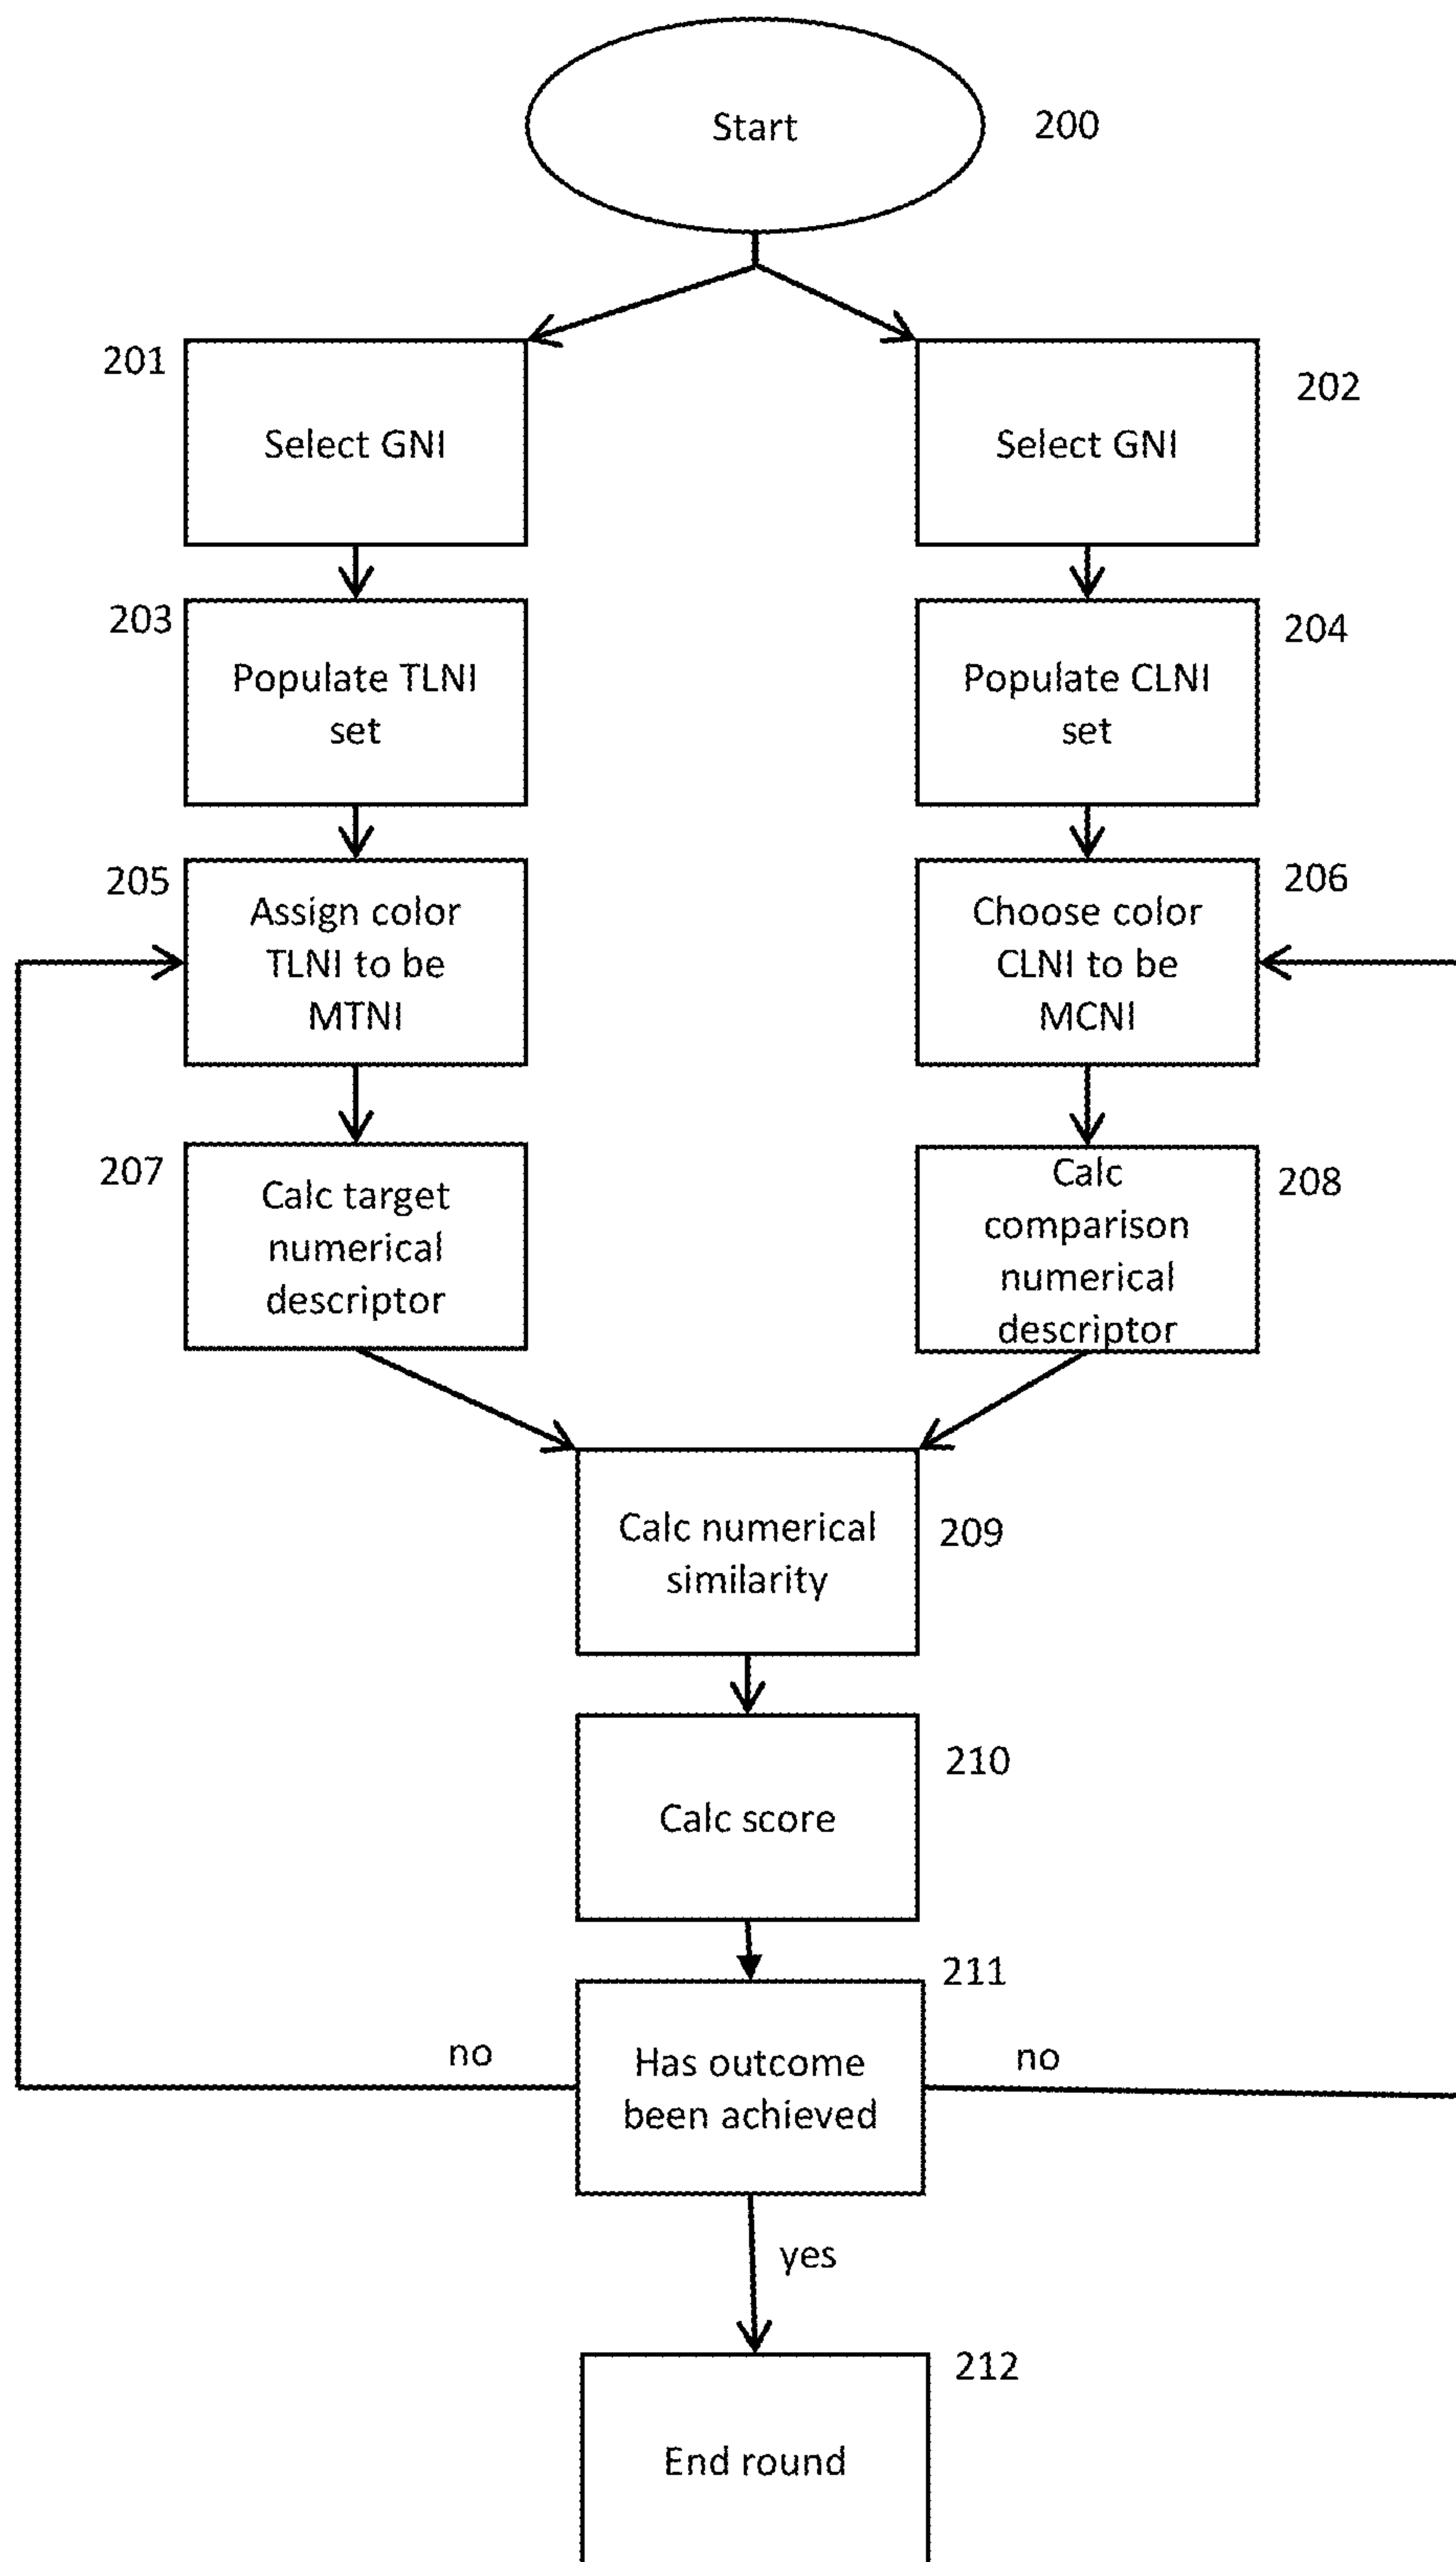 Start
200
201
Select GNI
202
Select GNI
203
Populate TLNI
set
204
Populate CLNI
set
205
Assign color
TLNI to be
MTNI
206
Choose color
CLNI to be
MCNI
207
Calc target
numerical
descriptor
208
Calc
comparison
numerical
descriptor
209
Calc numerical
similarity
210
Calc score
211
Has outcome
been achieved
no
no
yes
212
End round